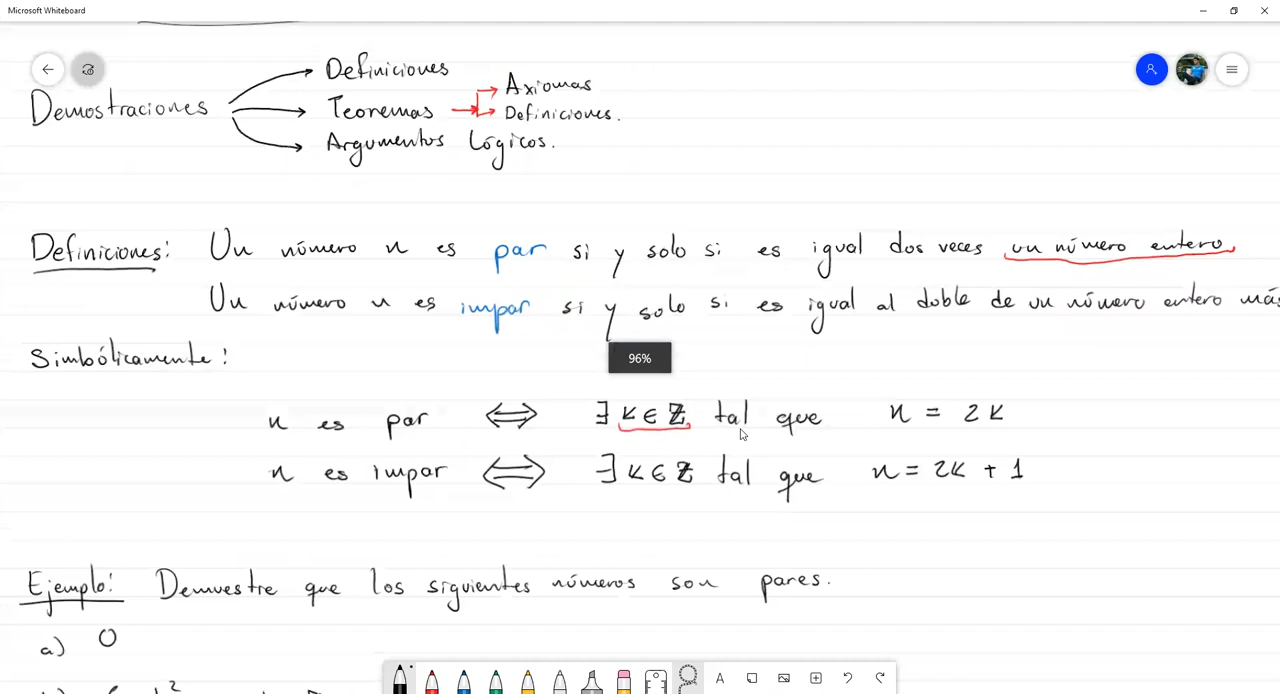 Microsoft Whiteboard
Definiciones
Demostraciones
Teoremas
Axiomas
Definiciones.
Argumentos Lógicos.
Definiciones: Un número n es par si y solo si es igual dos veces un número entero
Un número n es impar si y solo si es igual al doble de un número entero más
Simbólicamente:
96%
n es par ⟺ ∃ k ∈ ℤ tal que n = 2k
n es impar ⟺ ∃ k ∈ ℤ tal que n = 2k + 1
Ejemplo: Demuestre que los siguientes números son pares.
a) 0
A